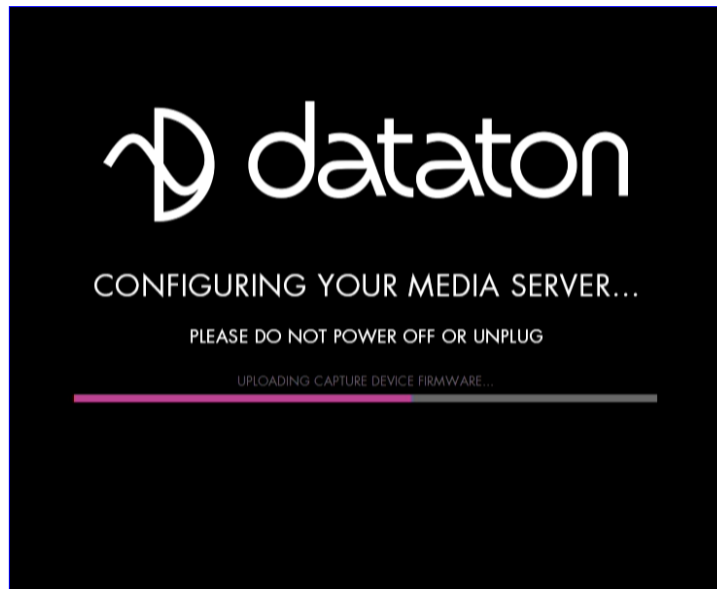 dataton
CONFIGURING YOUR MEDIA SERVER...
PLEASE DO NOT POWER OFF OR UNPLUG
UPLOADING CAPTURE DEVICE FIRMWARE...